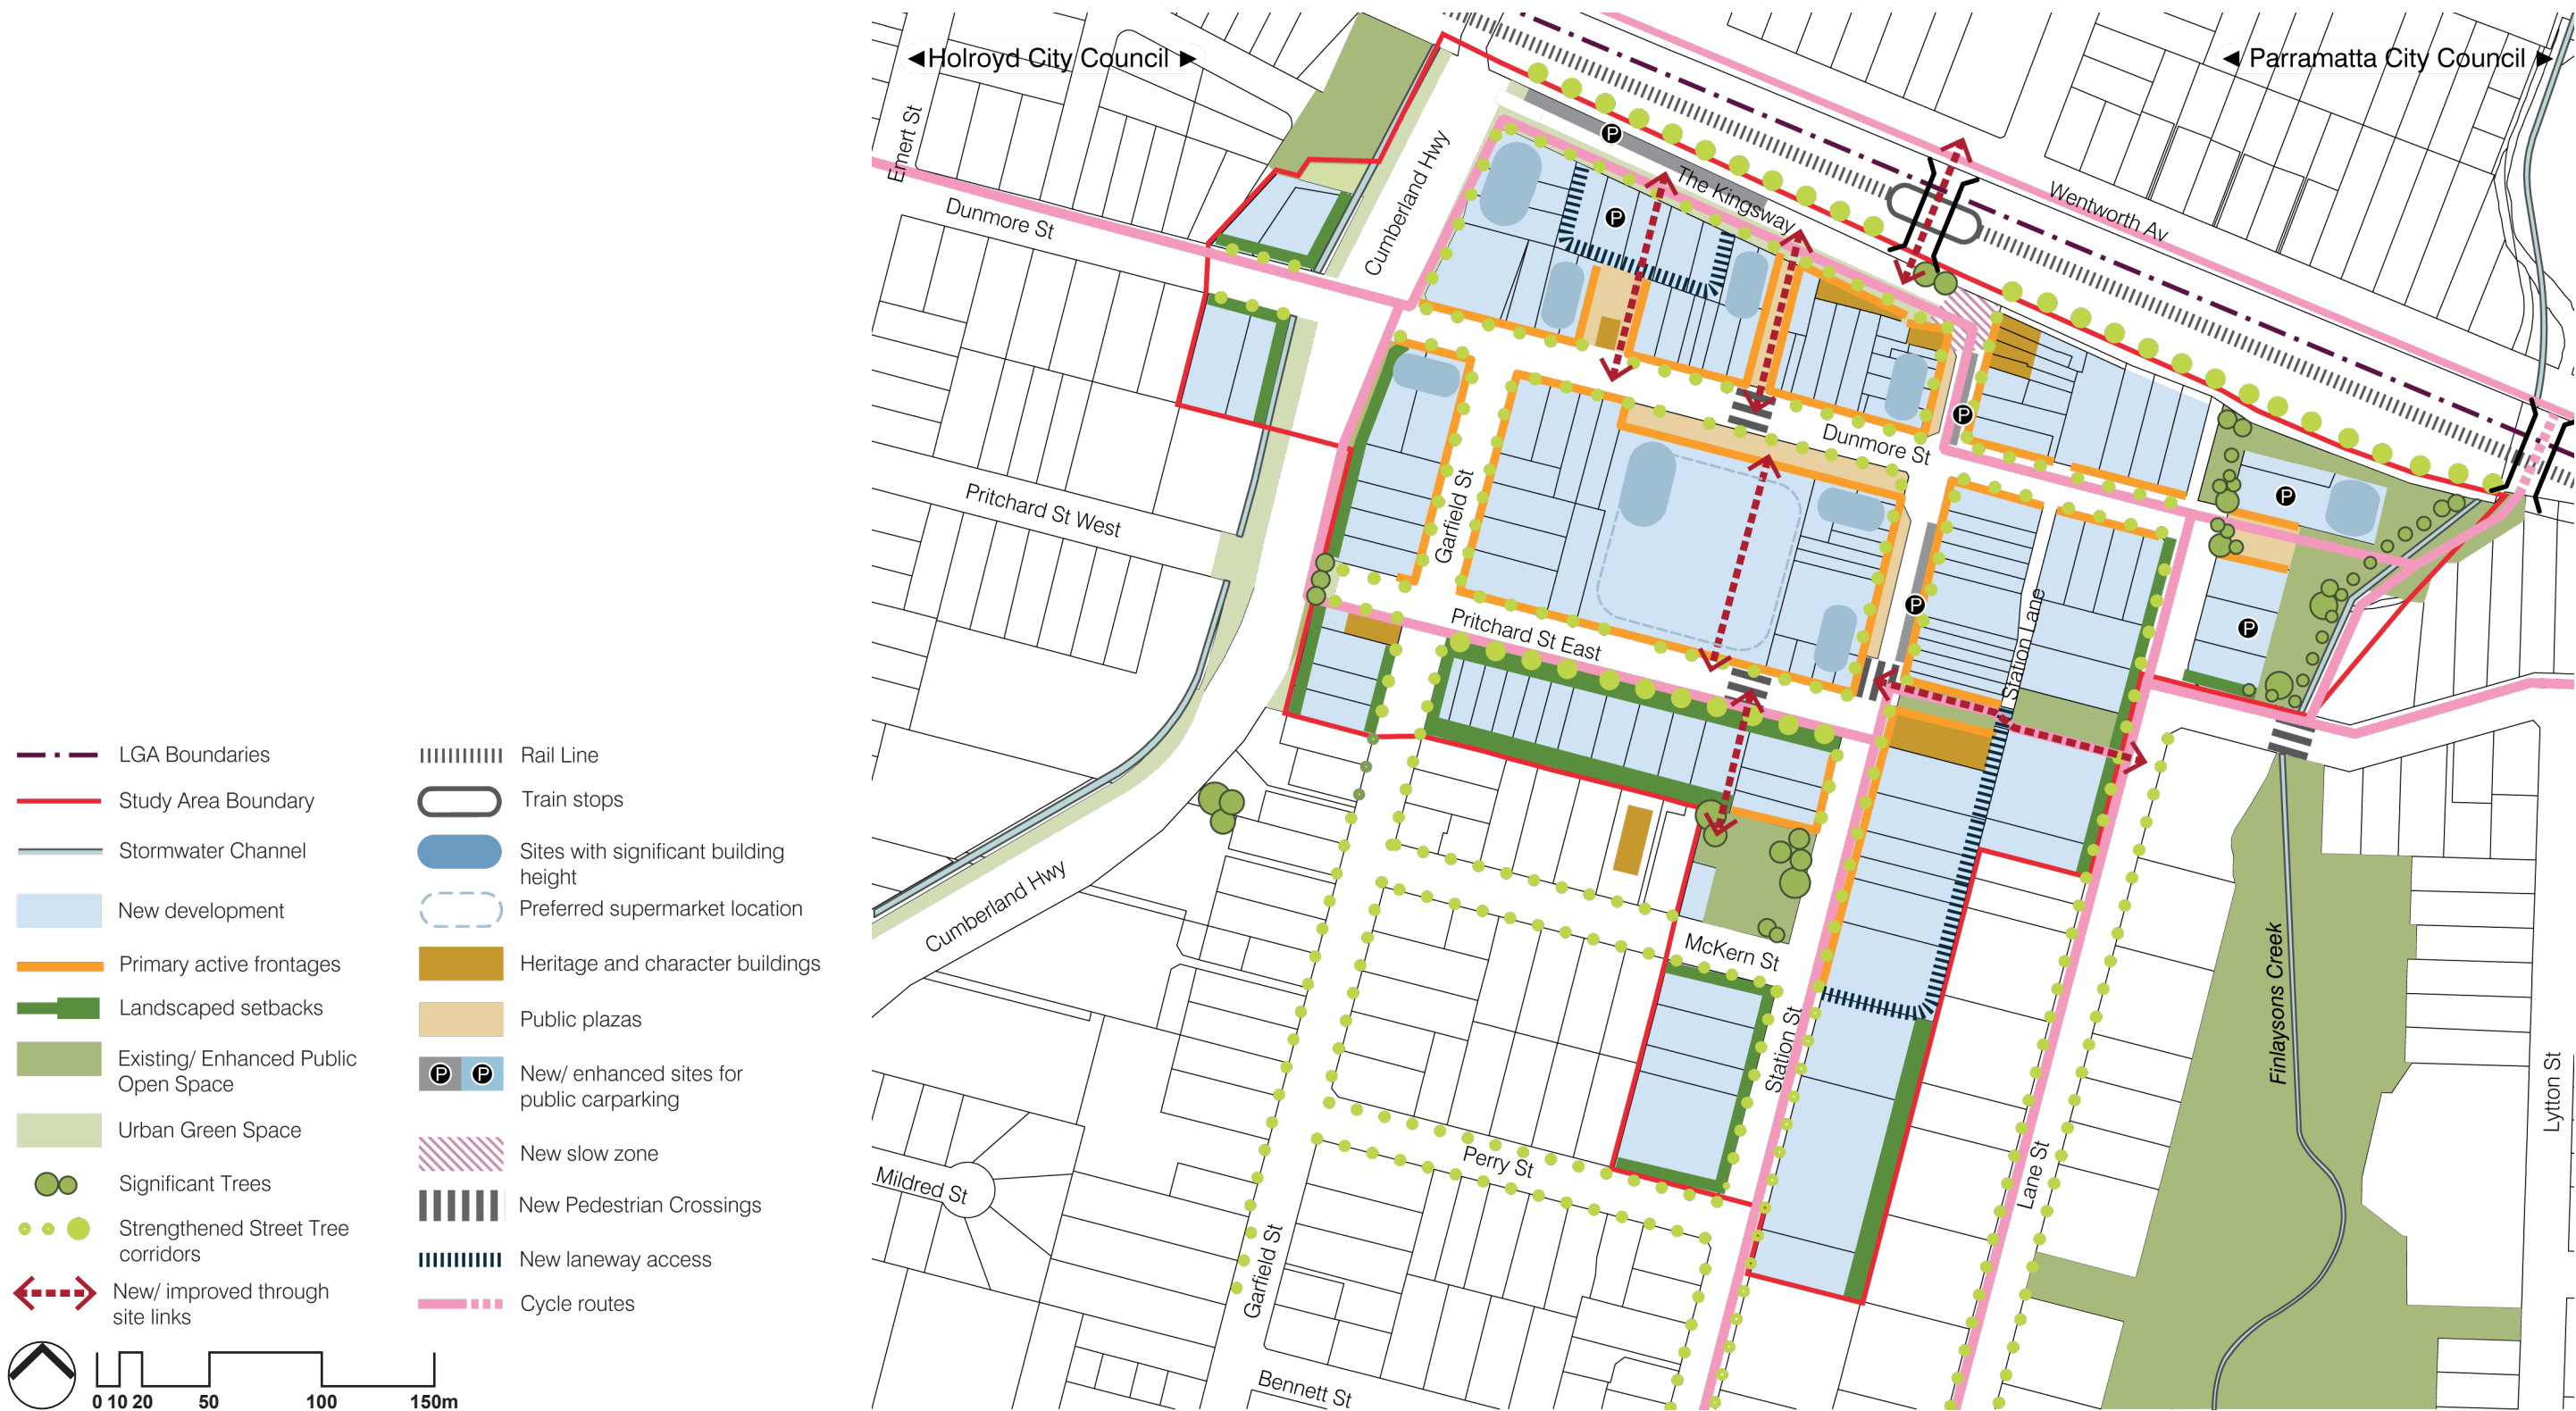 ◄Holroyd City Council ►
◄ Parramatta City Council ►
Emert St
Dunmore St
Cumberland Hwy
The Kingsway
Wentworth Av
P
P
P
Dunmore St
Pritchard St West
Garfield St
P
P
P
Pritchard St East
Station Lane
Cumberland Hwy
McKern St
Station St
Finlaysons Creek
Lytton St
Perry St
Lane St
Mildred St
Garfield St
Bennett St
LGA Boundaries
Study Area Boundary
Stormwater Channel
New development
Primary active frontages
Landscaped setbacks
Existing/ Enhanced Public
Open Space
Urban Green Space
Significant Trees
Strengthened Street Tree
corridors
New/ improved through
site links
Rail Line
Train stops
Sites with significant building
height
Preferred supermarket location
Heritage and character buildings
Public plazas
P P New/ enhanced sites for
public carparking
New slow zone
New Pedestrian Crossings
New laneway access
Cycle routes
0 10 20 50 100 150m